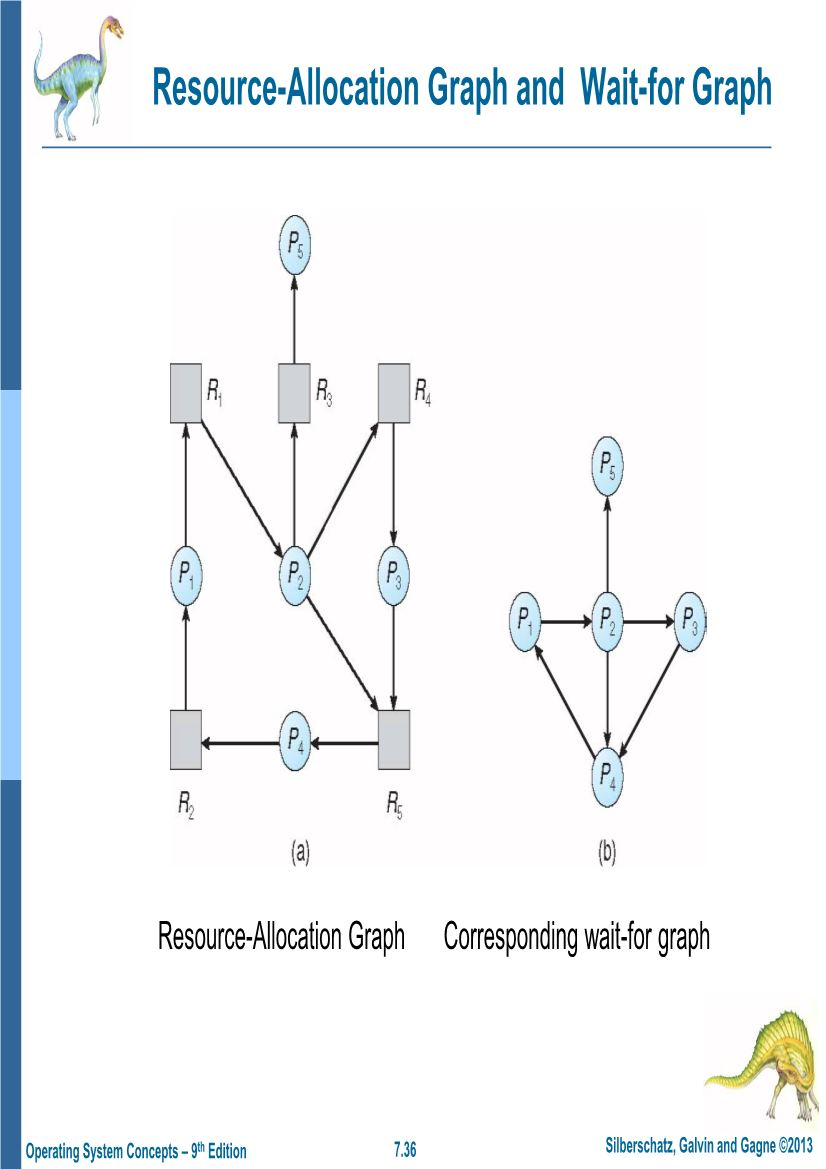 Resource-Allocation Graph and Wait-for Graph
P5
R1
R3
R4
P1
P2
P3
P4
R2
R5
(a)
P5
P1
P2
P3
P4
(b)
Resource-Allocation Graph
Corresponding wait-for graph
Operating System Concepts – 9th Edition
7.36
Silberschatz, Galvin and Gagne ©2013